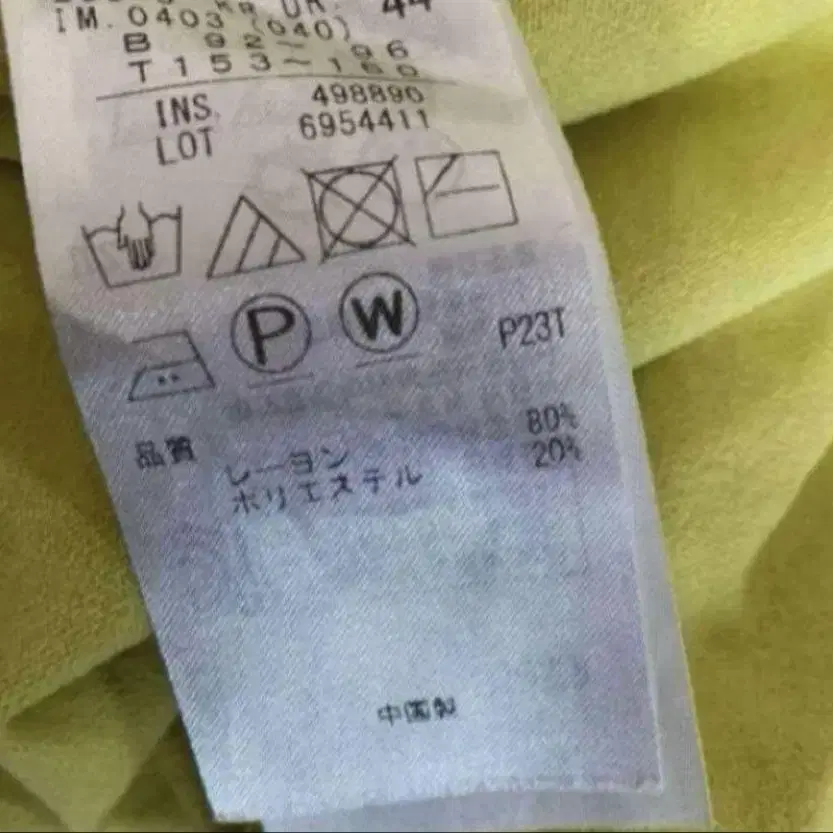 IM.0403 (040)
B 92~96
T 153~160
INS. 498890
LOT 6954411
P W P23T
品質 レーヨン 80%
ポリエステル 20%
中国製